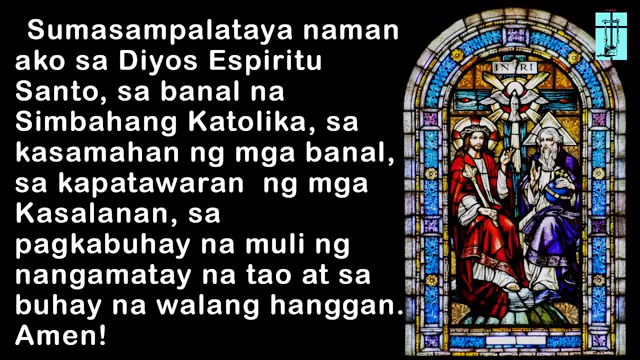 Sumasampalataya naman
ako sa Diyos Espiritu
Santo, sa banal na
Simbahang Katolika, sa
kasamahan ng mga banal,
sa kapatawaran ng mga
Kasalanan, sa
pagkabuhay na muli ng
nangamatay na tao at sa
buhay na walang hanggan.
Amen!
INRI